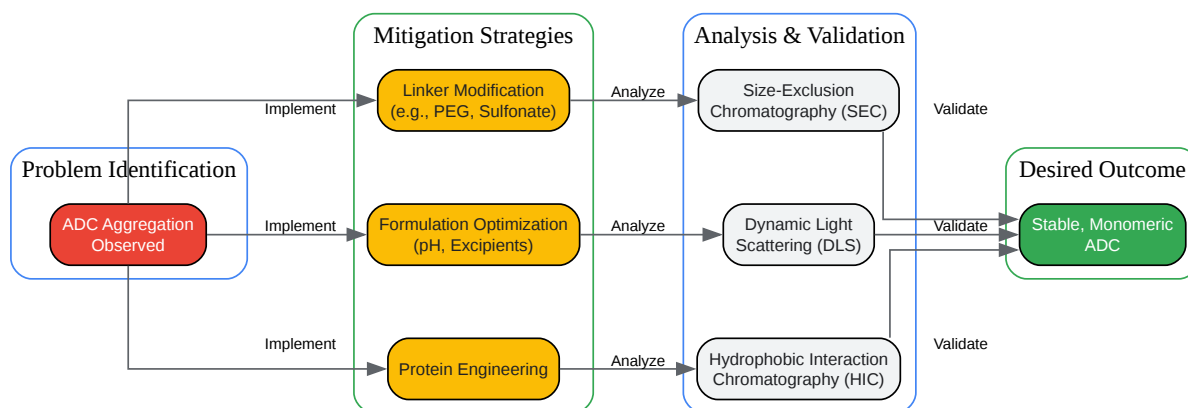 Mitigation Strategies
Analysis & Validation
Linker Modification
(e.g., PEG, Sulfonate)
Size-Exclusion
Chromatography (SEC)
Implement
Analyze
Validate
Problem Identification
Desired Outcome
ADC Aggregation
Observed
Implement
Formulation Optimization
(pH, Excipients)
Analyze
Dynamic Light
Scattering (DLS)
Validate
Stable, Monomeric
ADC
Implement
Protein Engineering
Analyze
Hydrophobic Interaction
Chromatography (HIC)
Validate